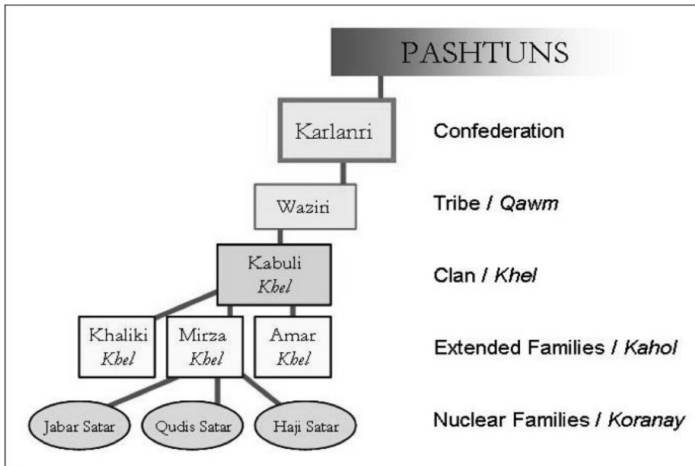 PASHTUNS
Karlanri
Confederation
Waziri
Tribe / Qawm
Kabuli
Khel
Clan / Khel
Khaliki
Khel
Mirza
Khel
Amar
Khel
Extended Families / Kahol
Jabar Satar
Qudis Satar
Haji Satar
Nuclear Families / Koranay